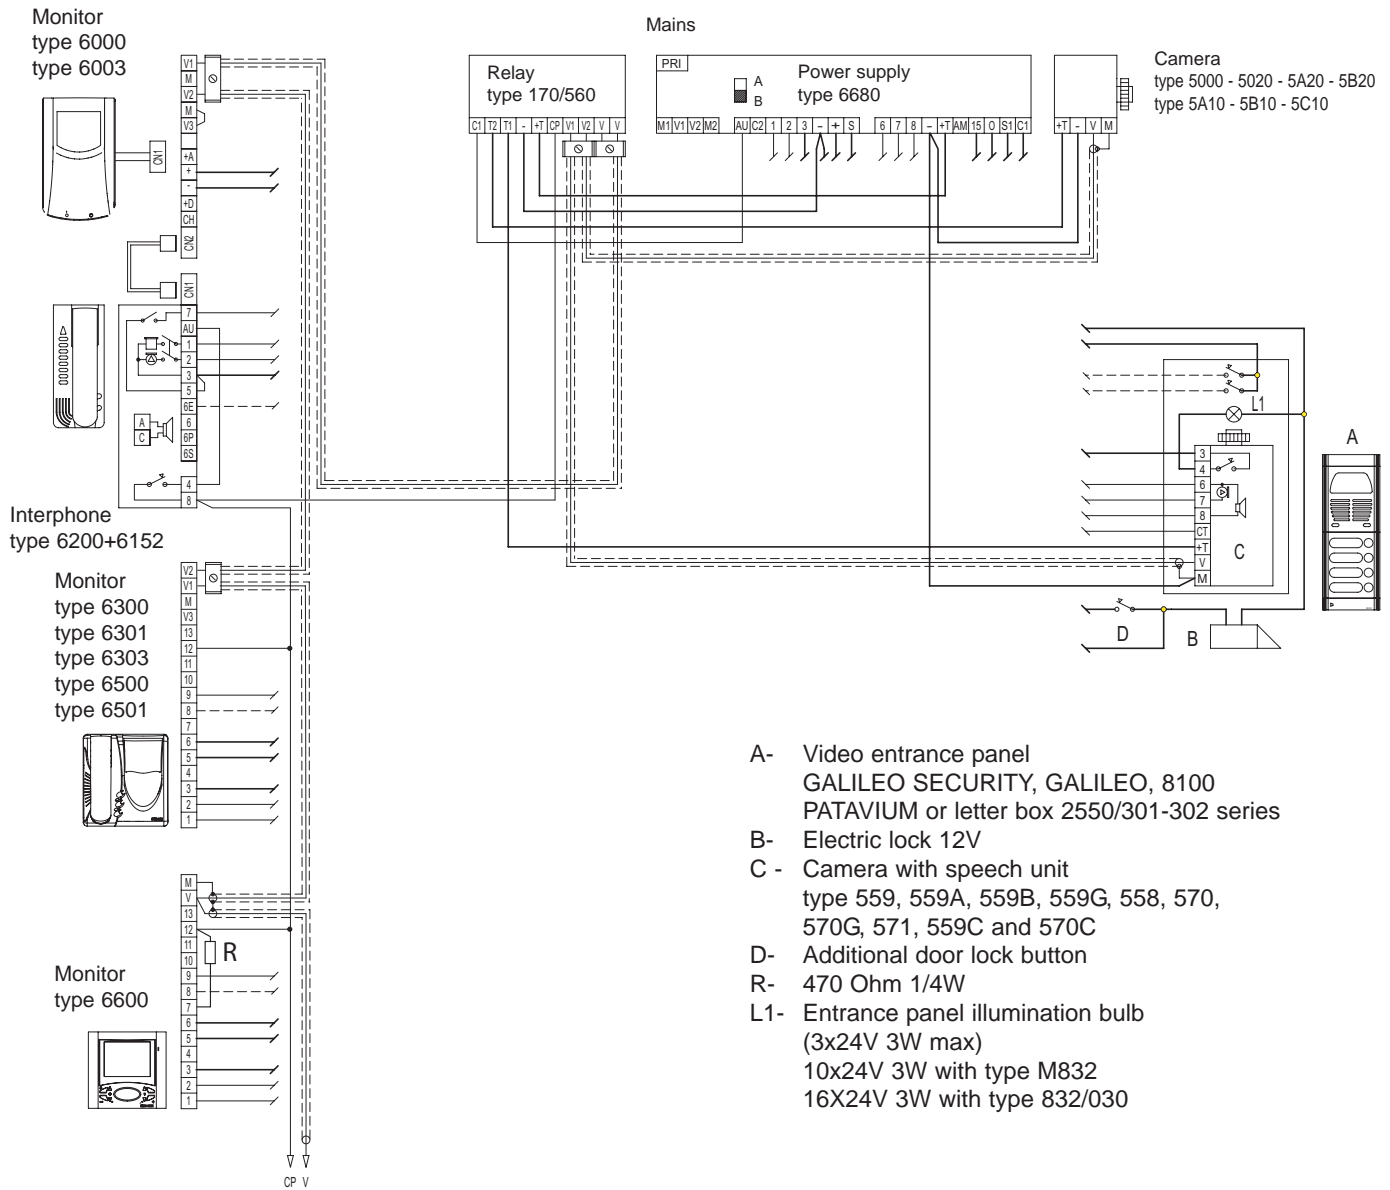 Monitor
type 6000
type 6003
V1
M
V2
M
V3
+A
+
-
+D
CH
CN2
CN1
CN1
7
AU
1
2
3
5
6E
6
6P
6S
4
8
A
C
Interphone
type 6200+6152
Monitor
type 6300
type 6301
type 6303
type 6500
type 6501
V2
V1
M
V3
13
12
11
10
9
8
7
6
5
4
3
2
1
Monitor
type 6600
M
V
13
12
11
10
9
8
7
6
5
4
3
2
1
R
CP V
Relay
type 170/560
C1 T2 T1 - +T CP V1 V2 V V
Mains
PRI
A
B
Power supply
type 6680
M1 V1 V2 M2 AU C2 1 2 3 - + S 6 7 8 - +T AM 15 O S1 C1
Camera
type 5000 - 5020 - 5A20 - 5B20
type 5A10 - 5B10 - 5C10
+T - V M
L1
3
4
6
7
8
CT
+T
V
M
C
A
D
B
A- Video entrance panel
GALILEO SECURITY, GALILEO, 8100
PATAVIUM or letter box 2550/301-302 series
B- Electric lock 12V
C - Camera with speech unit
type 559, 559A, 559B, 559G, 558, 570,
570G, 571, 559C and 570C
D- Additional door lock button
R- 470 Ohm 1/4W
L1- Entrance panel illumination bulb
(3x24V 3W max)
10x24V 3W with type M832
16X24V 3W with type 832/030